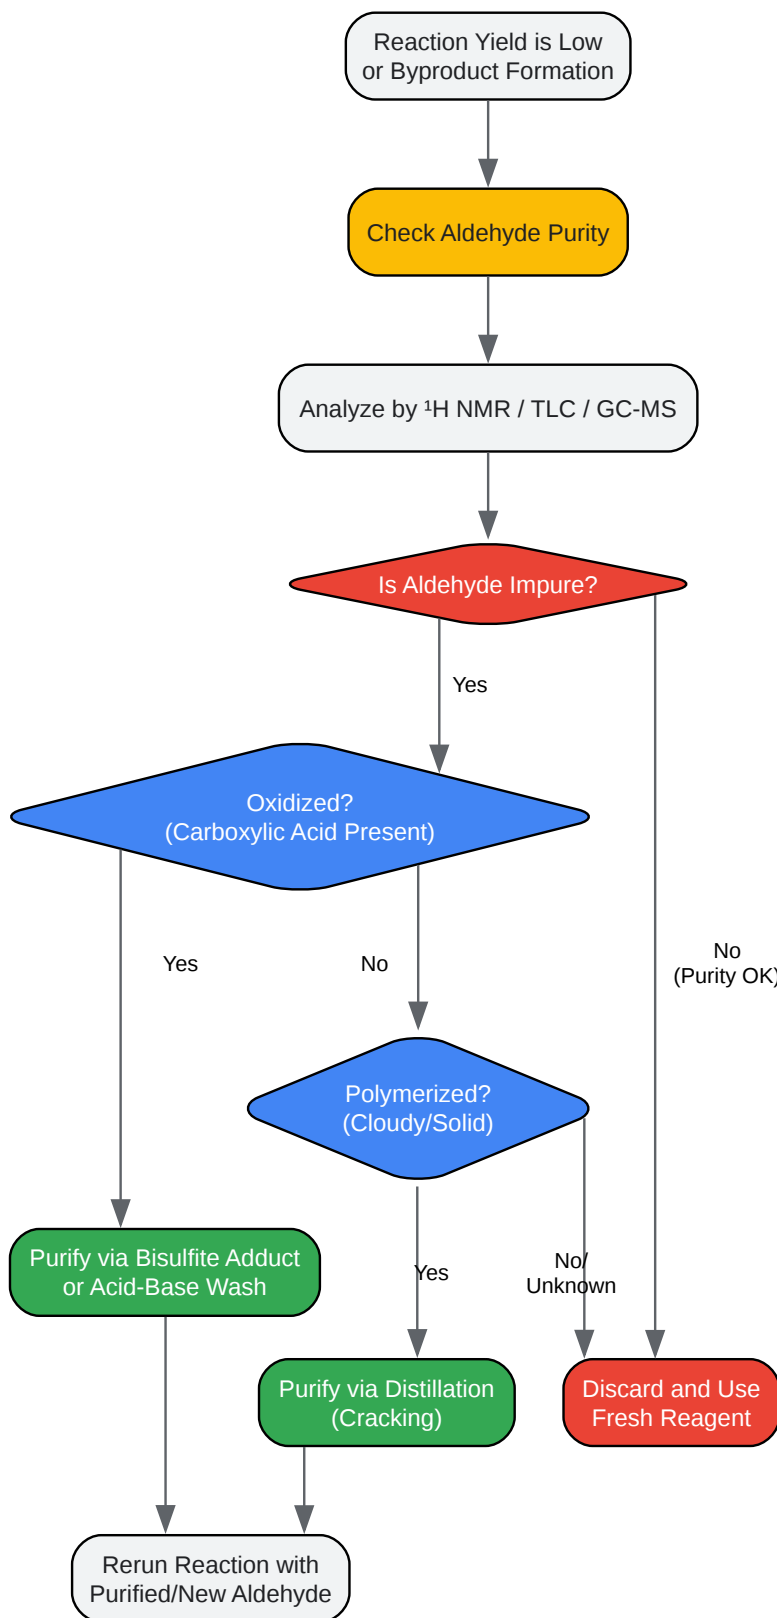 Reaction Yield is Low
or Byproduct Formation
Check Aldehyde Purity
Analyze by ¹H NMR / TLC / GC-MS
Is Aldehyde Impure?
Yes
Oxidized?
(Carboxylic Acid Present)
Yes
No
No
(Purity OK)
Polymerized?
(Cloudy/Solid)
Purify via Bisulfite Adduct
or Acid-Base Wash
Yes
No/
Unknown
Purify via Distillation
(Cracking)
Discard and Use
Fresh Reagent
Rerun Reaction with
Purified/New Aldehyde